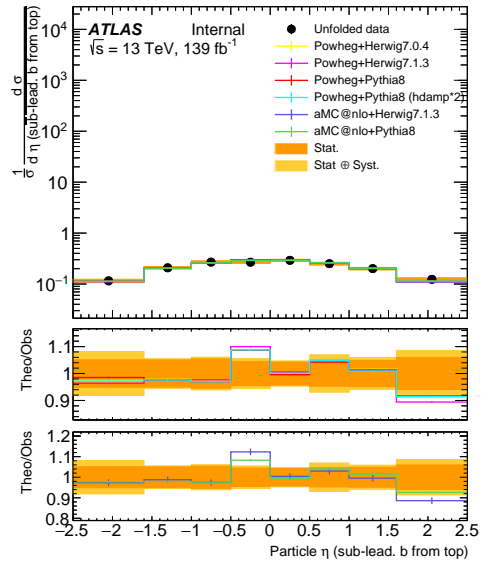 ATLAS Internal
√s = 13 TeV, 139 fb⁻¹
Unfolded data
Powheg+Herwig7.0.4
Powheg+Herwig7.1.3
Powheg+Pythia8
Powheg+Pythia8 (hdamp*2)
aMC@nlo+Herwig7.1.3
aMC@nlo+Pythia8
Stat.
Stat ⊕ Syst.
1/σ d σ / d η (sub-lead. b from top)
10⁴
10³
10²
10
1
10⁻¹
Theo/Obs
1.1
1
0.9
Theo/Obs
1.2
1.1
1
0.9
0.8
−2.5 −2 −1.5 −1 −0.5 0 0.5 1 1.5 2 2.5
Particle η (sub-lead. b from top)